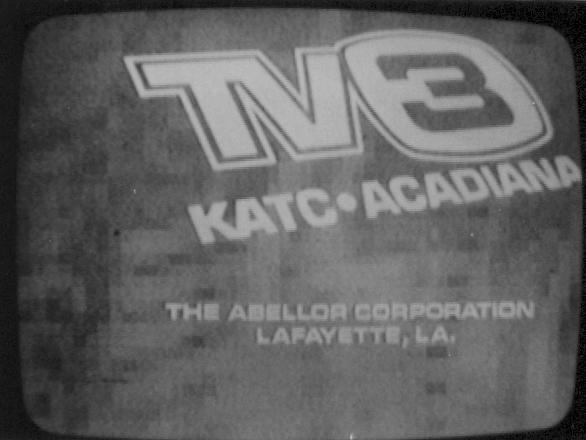 TV3
KATC•ACADIANA
THE ABELLOR CORPORATION
LAFAYETTE, LA.